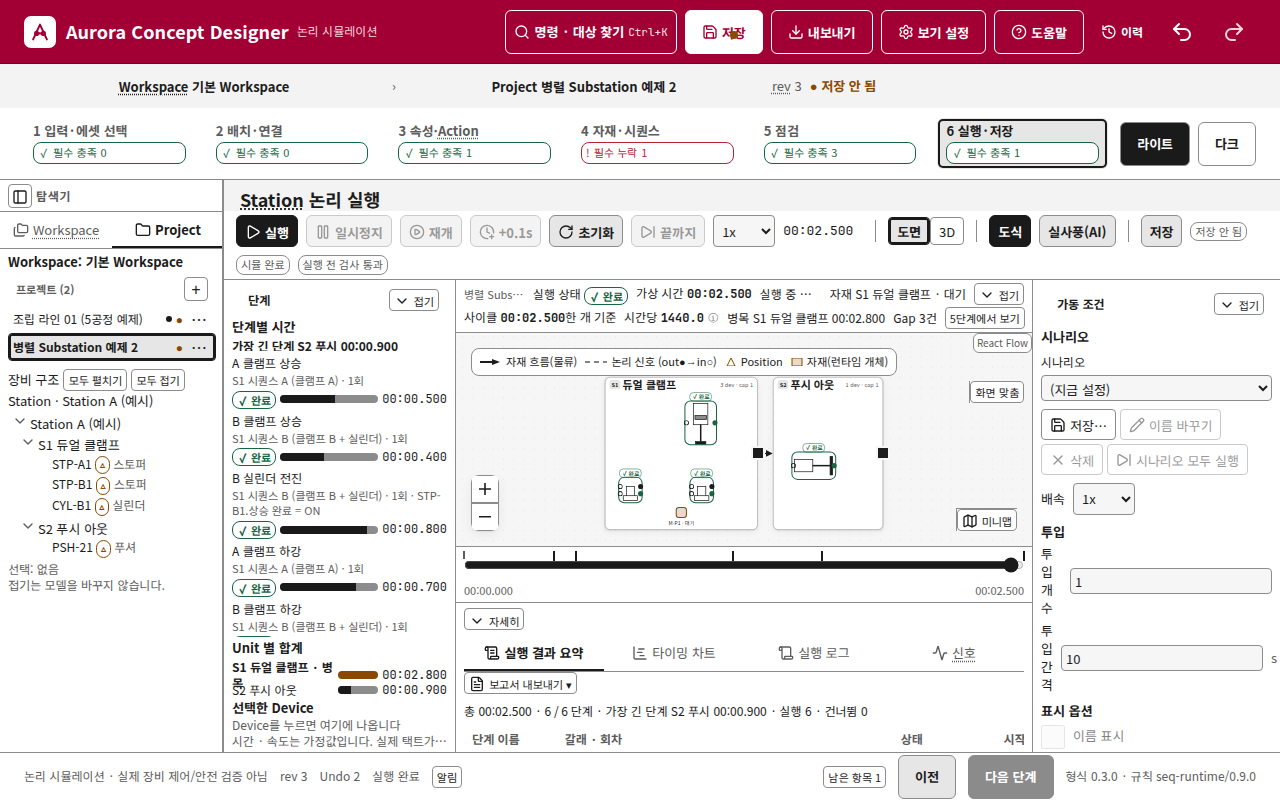 Aurora Concept Designer 논리 시뮬레이션
명령 · 대상 찾기 Ctrl+K
저장
내보내기
보기 설정
도움말
이력
Workspace 기본 Workspace › Project 병렬 Substation 예제 2 rev 3 ● 저장 안 됨
1 입력·에셋 선택
✓ 필수 충족 0
2 배치·연결
✓ 필수 충족 0
3 속성·Action
✓ 필수 충족 1
4 자재·시퀀스
! 필수 누락 1
5 점검
✓ 필수 충족 3
6 실행·저장
✓ 필수 충족 1
라이트
다크
탐색기
Workspace
Project
Workspace: 기본 Workspace
프로젝트 (2)
조립 라인 01 (5공정 예제)
병렬 Substation 예제 2
장비 구조 모두 펼치기 모두 접기
Station · Station A (예시)
Station A (예시)
S1 듀얼 클램프
STP-A1 스토퍼
STP-B1 스토퍼
CYL-B1 실린더
S2 푸시 아웃
PSH-21 푸셔
선택: 없음
접기는 모델을 바꾸지 않습니다.
Station 논리 실행
실행 일시정지 재개 +0.1s 초기화 끝까지 1x 00:02.500 도면 3D 도식 실사풍(AI) 저장 저장 안 됨
시뮬 완료 실행 전 검사 통과
단계 접기
단계별 시간
가장 긴 단계 S2 푸시 00:00.900
A 클램프 상승
S1 시퀀스 A (클램프 A) · 1회
✓ 완료 00:00.500
B 클램프 상승
S1 시퀀스 B (클램프 B + 실린더) · 1회
✓ 완료 00:00.400
B 실린더 전진
S1 시퀀스 B (클램프 B + 실린더) · 1회 · STP-
B1.상승 완료 = ON
✓ 완료 00:00.800
A 클램프 하강
S1 시퀀스 A (클램프 A) · 1회
✓ 완료 00:00.700
B 클램프 하강
S1 시퀀스 B (클램프 B + 실린더) · 1회
Unit 별 합계
S1 듀얼 클램프 · 병목 00:02.800
S2 푸시 아웃 00:00.900
선택한 Device
Device를 누르면 여기에 나옵니다
시간 · 속도는 가정값입니다. 실제 택트가…
병렬 Subs… 실행 상태 ✓ 완료 가상 시간 00:02.500 실행 중 … 자재 S1 듀얼 클램프 · 대기 접기
사이클 00:02.500한 개 기준 시간당 1440.0 ① 병목 S1 듀얼 클램프 00:02.800 Gap 3건 5단계에서 보기
React Flow
자재 흐름(물류) 논리 신호 (out●→in○) △ Position 자재(런타임 개체)
화면 맞춤
S1 듀얼 클램프 3 dev · cap 1
S2 푸시 아웃 1 dev · cap 1
✓ 완료
✓ 완료
✓ 완료
✓ 완료
M-P1 · 대기
미니맵
00:00.000 00:02.500
자세히
실행 결과 요약
타이밍 차트
실행 로그
신호
보고서 내보내기 ▾
총 00:02.500 · 6 / 6 단계 · 가장 긴 단계 S2 푸시 00:00.900 · 실행 6 · 건너뜀 0
단계 이름 갈래 · 회차 상태 시작
가동 조건 접기
시나리오
시나리오
(지금 설정)
저장… 이름 바꾸기
삭제 시나리오 모두 실행
배속 1x
투입
투입 개수 1
투입 간격 10 s
표시 옵션
이름 표시
논리 시뮬레이션 · 실제 장비 제어/안전 검증 아님 rev 3 Undo 2 실행 완료 알림
남은 항목 1 이전 다음 단계 형식 0.3.0 · 규칙 seq-runtime/0.9.0